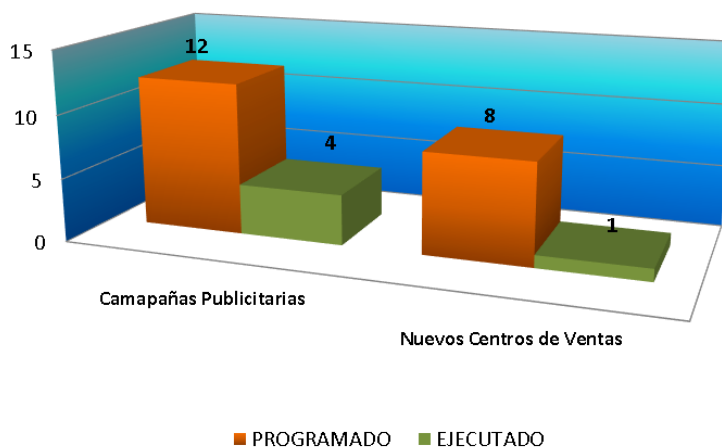 15
10
5
0
12
4
8
1
Camapañas Publicitarias
Nuevos Centros de Ventas
PROGRAMADO EJECUTADO